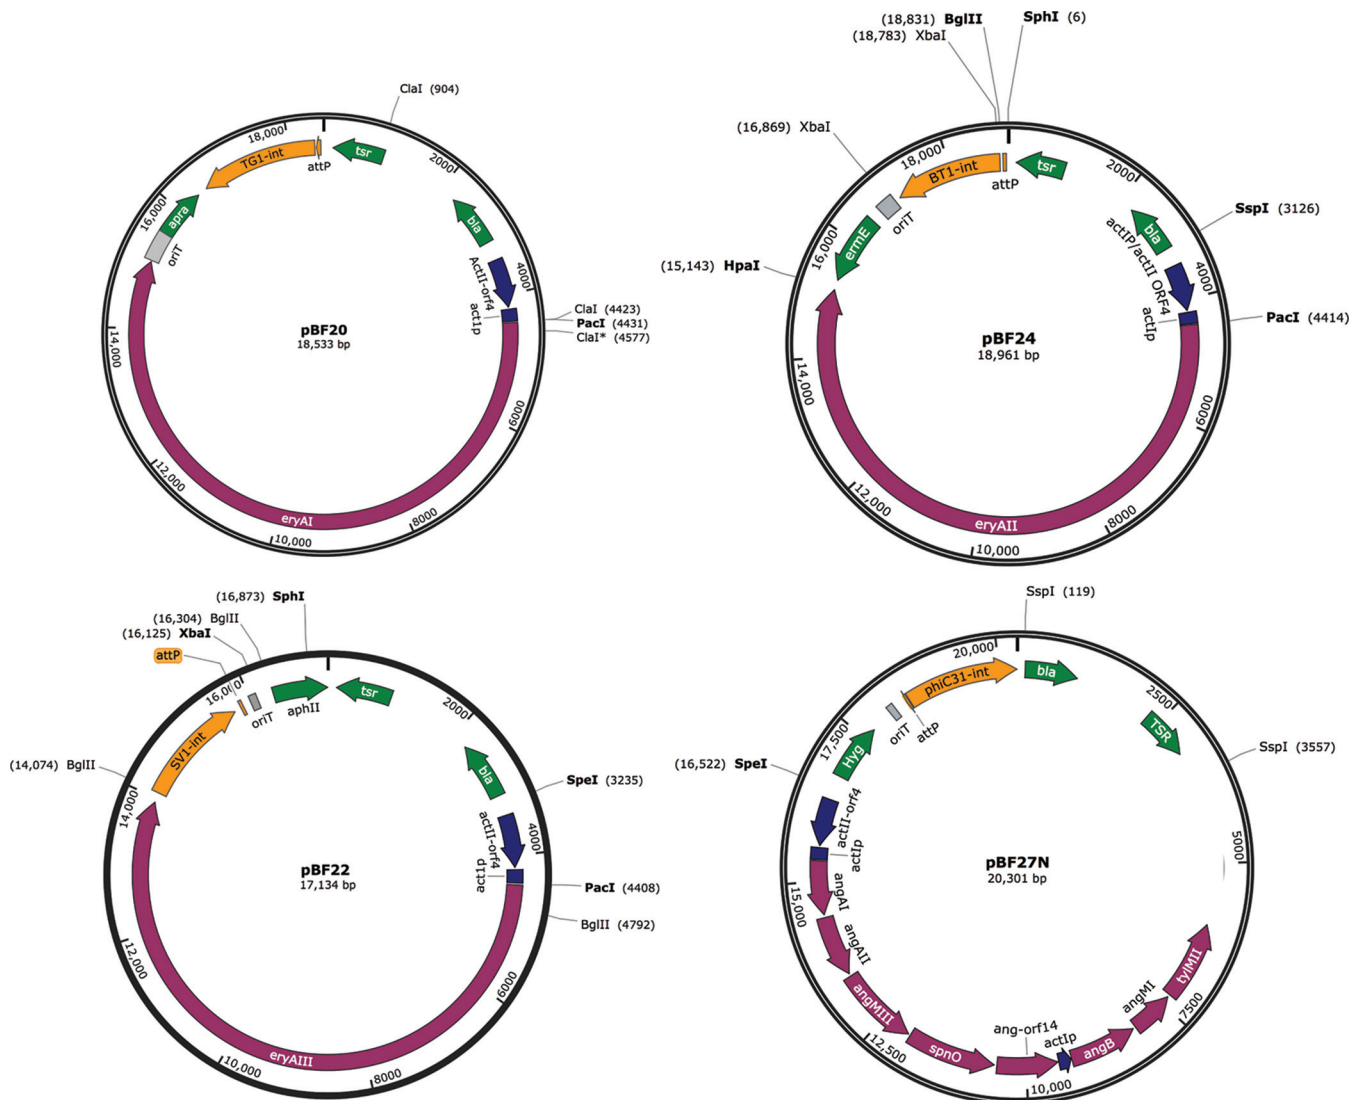 ClaI (904)
18,000
TG1-int
attP
tsr
2000
16,000
apra
oriT
bla
ActII-orf4
4000
actIp
ClaI (4423)
PacI (4431)
ClaI* (4577)
pBF20
18,533 bp
14,000
6000
12,000
eryAI
8000
10,000
(18,831) BglII
SphI (6)
(18,783) XbaI
(16,869) XbaI
18,000
BT1-int
attP
tsr
2000
SspI (3126)
oriT
ermE
16,000
bla
actIP/actII ORF4
4000
(15,143) HpaI
actIp
PacI (4414)
pBF24
18,961 bp
14,000
6000
12,000
eryAII
8000
10,000
(16,873) SphI
(16,304) BglII
(16,125) XbaI
attP
16,000
oriT
aphII
tsr
2000
SV1-int
(14,074) BglII
bla
SpeI (3235)
14,000
actII-orf4
4000
actIp
PacI (4408)
BglII (4792)
pBF22
17,134 bp
12,000
6000
eryAIII
10,000
8000
SspI (119)
20,000
phiC31-int
bla
attP
oriT
2500
TSR
17,500
Hyg
SspI (3557)
(16,522) SpeI
actII-orf4
actIp
5000
pBF27N
20,301 bp
angAI
15,000
angAII
angMIII
tylMII
angMI
7500
ang-orf14
actIp
12,500
spnO
angB
10,000